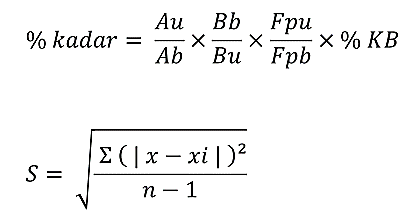 % kadar = Au/Ab × Bb/Bu × Fpu/Fpb × % KB
S = √(Σ ( | x − xi | )² / n − 1)